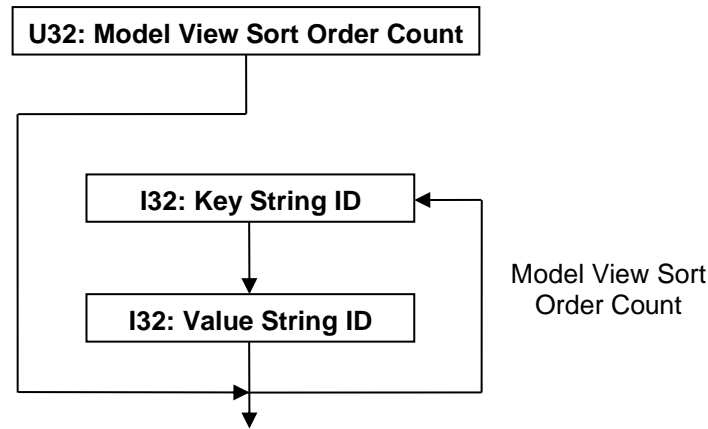 U32: Model View Sort Order Count
I32: Key String ID
Model View Sort
Order Count
I32: Value String ID